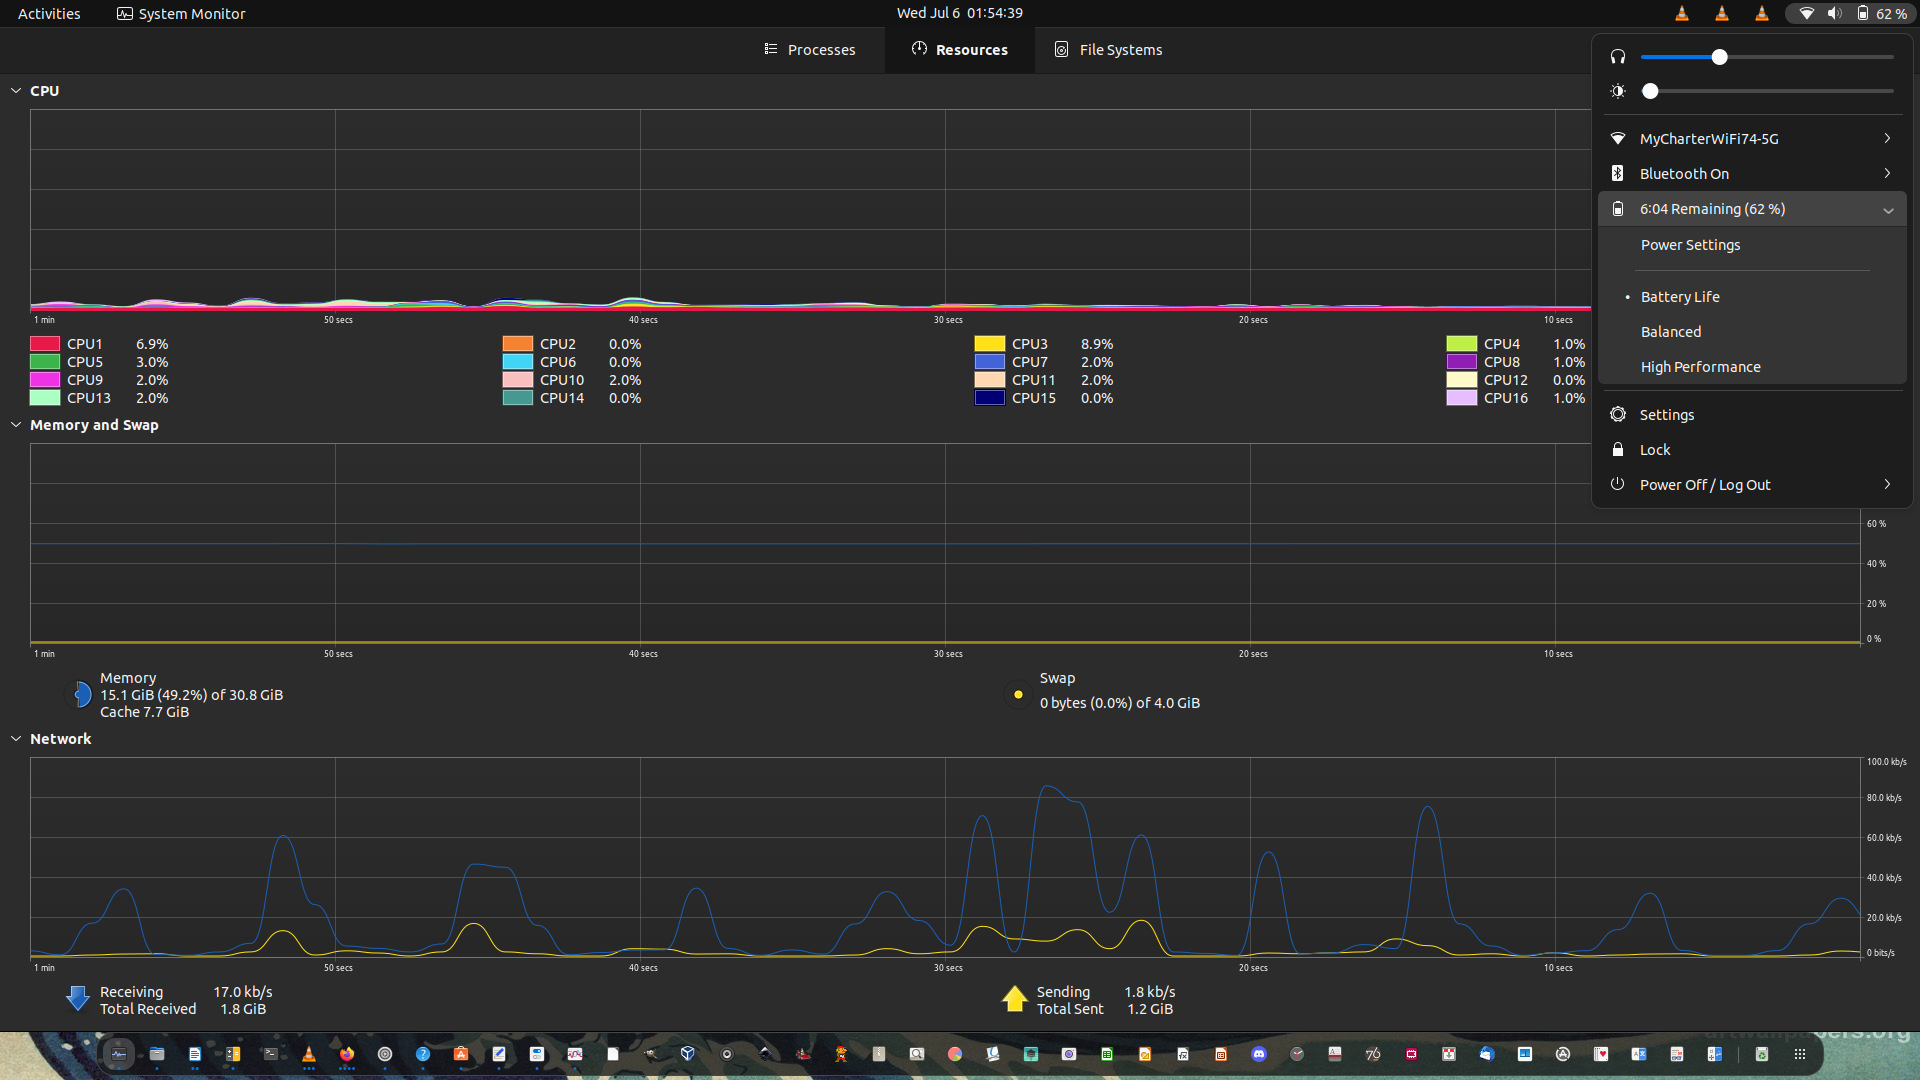 Activities
System Monitor
Wed Jul 6 01:54:39
62 %
Processes
Resources
File Systems
CPU
1 min
50 secs
40 secs
30 secs
20 secs
10 secs
CPU1 6.9%
CPU2 0.0%
CPU3 8.9%
CPU4 1.0%
CPU5 3.0%
CPU6 0.0%
CPU7 2.0%
CPU8 1.0%
CPU9 2.0%
CPU10 2.0%
CPU11 2.0%
CPU12 0.0%
CPU13 2.0%
CPU14 0.0%
CPU15 0.0%
CPU16 1.0%
MyCharterWiFi74-5G
Bluetooth On
6:04 Remaining (62 %)
Power Settings
• Battery Life
Balanced
High Performance
Settings
Lock
Power Off / Log Out
Memory and Swap
60 %
40 %
20 %
0 %
1 min
50 secs
40 secs
30 secs
20 secs
10 secs
Memory
15.1 GiB (49.2%) of 30.8 GiB
Cache 7.7 GiB
Swap
0 bytes (0.0%) of 4.0 GiB
Network
100.0 kb/s
80.0 kb/s
60.0 kb/s
40.0 kb/s
20.0 kb/s
0 bits/s
1 min
50 secs
40 secs
30 secs
20 secs
10 secs
Receiving 17.0 kb/s
Total Received 1.8 GiB
Sending 1.8 kb/s
Total Sent 1.2 GiB